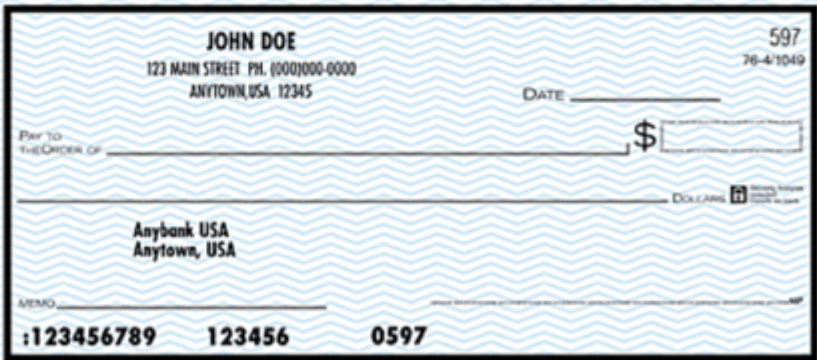 JOHN DOE
597
123 MAIN STREET PH. (000)000-0000
76-4/1049
ANYTOWN,USA 12345
DATE
PAY TO
THE ORDER OF
$
DOLLARS
Anybank USA
Anytown, USA
MEMO
MP
:123456789 123456 0597